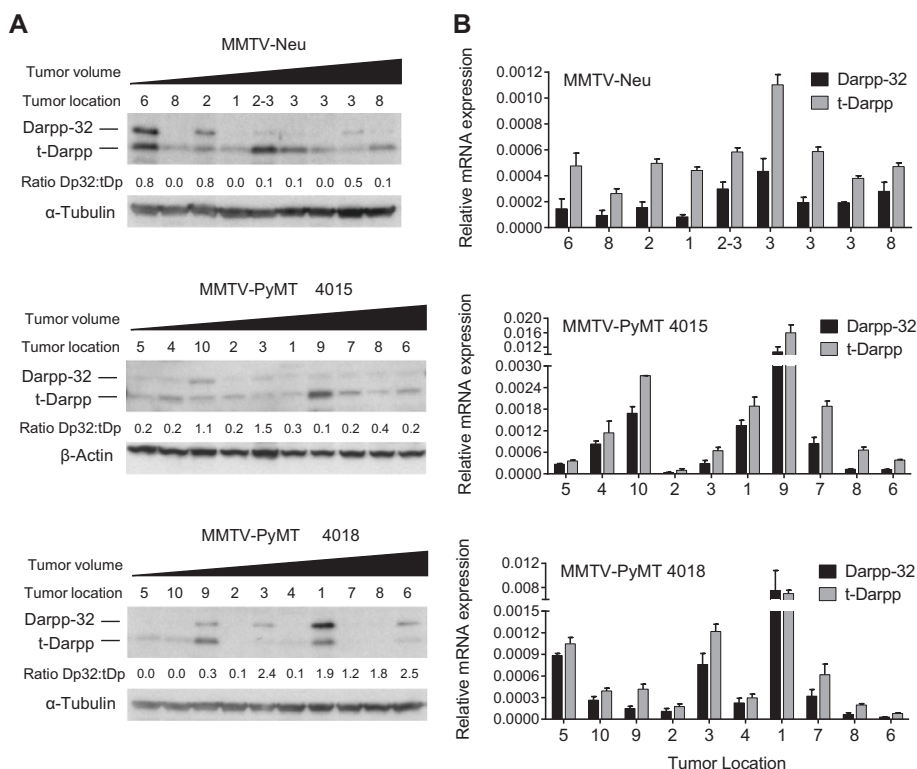 A
MMTV-Neu
Tumor volume
Tumor location 6 8 2 1 2-3 3 3 3 8
Darpp-32
t-Darpp
Ratio Dp32:tDp 0.8 0.0 0.8 0.0 0.1 0.1 0.0 0.5 0.1
α-Tubulin
MMTV-PyMT 4015
Tumor volume
Tumor location 5 4 10 2 3 1 9 7 8 6
Darpp-32
t-Darpp
Ratio Dp32:tDp 0.2 0.2 1.1 0.2 1.5 0.3 0.1 0.2 0.4 0.2
β-Actin
MMTV-PyMT 4018
Tumor volume
Tumor location 5 10 9 2 3 4 1 7 8 6
Darpp-32
t-Darpp
Ratio Dp32:tDp 0.0 0.0 0.3 0.1 2.4 0.1 1.9 1.2 1.8 2.5
α-Tubulin
B
Relative mRNA expression
0.0012
0.0010
0.0008
0.0006
0.0004
0.0002
0.0000
MMTV-Neu
Darpp-32
t-Darpp
6 8 2 1 2-3 3 3 3 8
Relative mRNA expression
0.020
0.016
0.012
0.0030
0.0024
0.0018
0.0012
0.0006
0.0000
MMTV-PyMT 4015
Darpp-32
t-Darpp
5 4 10 2 3 1 9 7 8 6
Relative mRNA expression
0.012
0.008
0.0015
0.0012
0.0009
0.0006
0.0003
0.0000
MMTV-PyMT 4018
Darpp-32
t-Darpp
5 10 9 2 3 4 1 7 8 6
Tumor Location